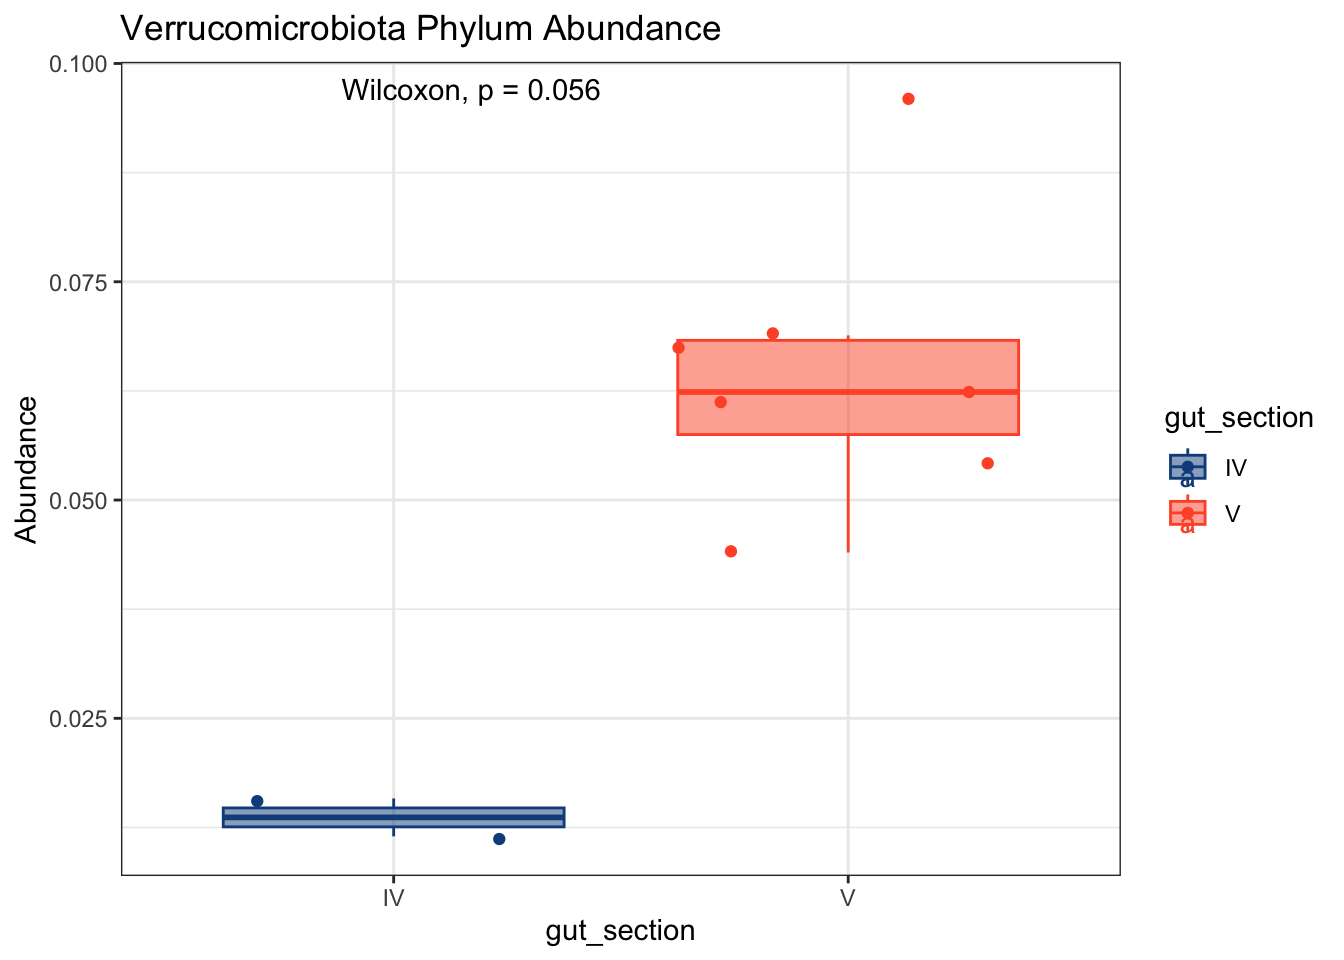 Verrucomicrobiota Phylum Abundance
0.100
Wilcoxon, p = 0.056
0.075
0.050
0.025
Abundance
IV
V
gut_section
gut_section
a
IV
a
V